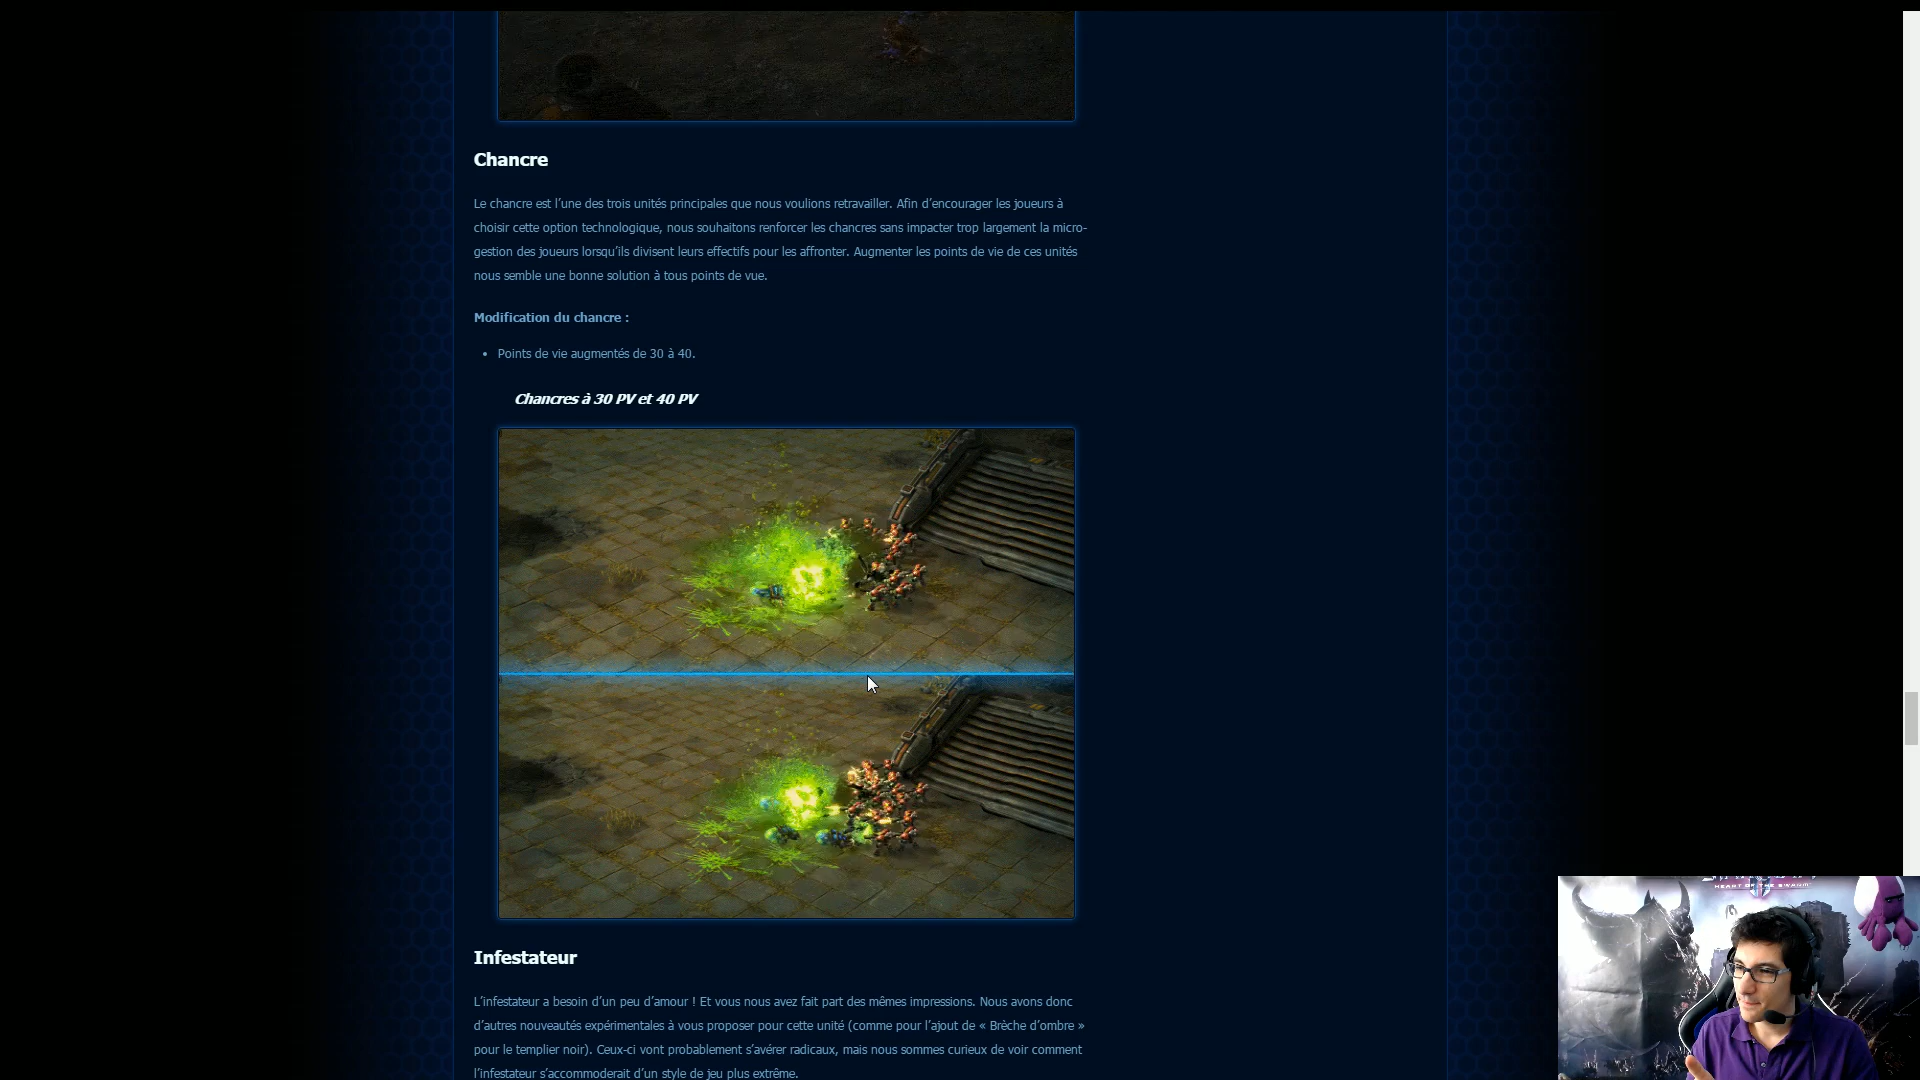 Chancre
Le chancre est l’une des trois unités principales que nous voulions retravailler. Afin d’encourager les joueurs à
choisir cette option technologique, nous souhaitons renforcer les chancres sans impacter trop largement la micro-
gestion des joueurs lorsqu’ils divisent leurs effectifs pour les affronter. Augmenter les points de vie de ces unités
nous semble une bonne solution à tous points de vue.
Modification du chancre :
• Points de vie augmentés de 30 à 40.
Chancres à 30 PV et 40 PV
HEART OF THE SWARM
Infestateur
L’infestateur a besoin d’un peu d’amour ! Et vous nous avez fait part des mêmes impressions. Nous avons donc
d’autres nouveautés expérimentales à vous proposer pour cette unité (comme pour l’ajout de « Brèche d’ombre »
pour le templier noir). Ceux-ci vont probablement s’avérer radicaux, mais nous sommes curieux de voir comment
l’infestateur s’accommoderait d’un style de jeu plus extrême.